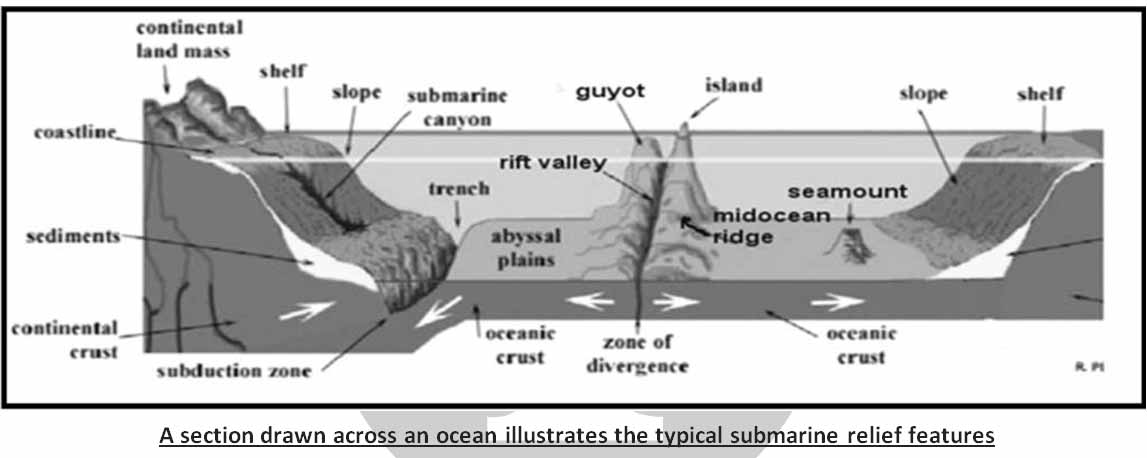 continental
land mass
shelf
slope
submarine
canyon
guyot
island
slope
shelf
coastline
rift valley
trench
seamount
midocean
ridge
sediments
abyssal
plains
continental
crust
subduction zone
oceanic
crust
zone of
divergence
oceanic
crust
A section drawn across an ocean illustrates the typical submarine relief features